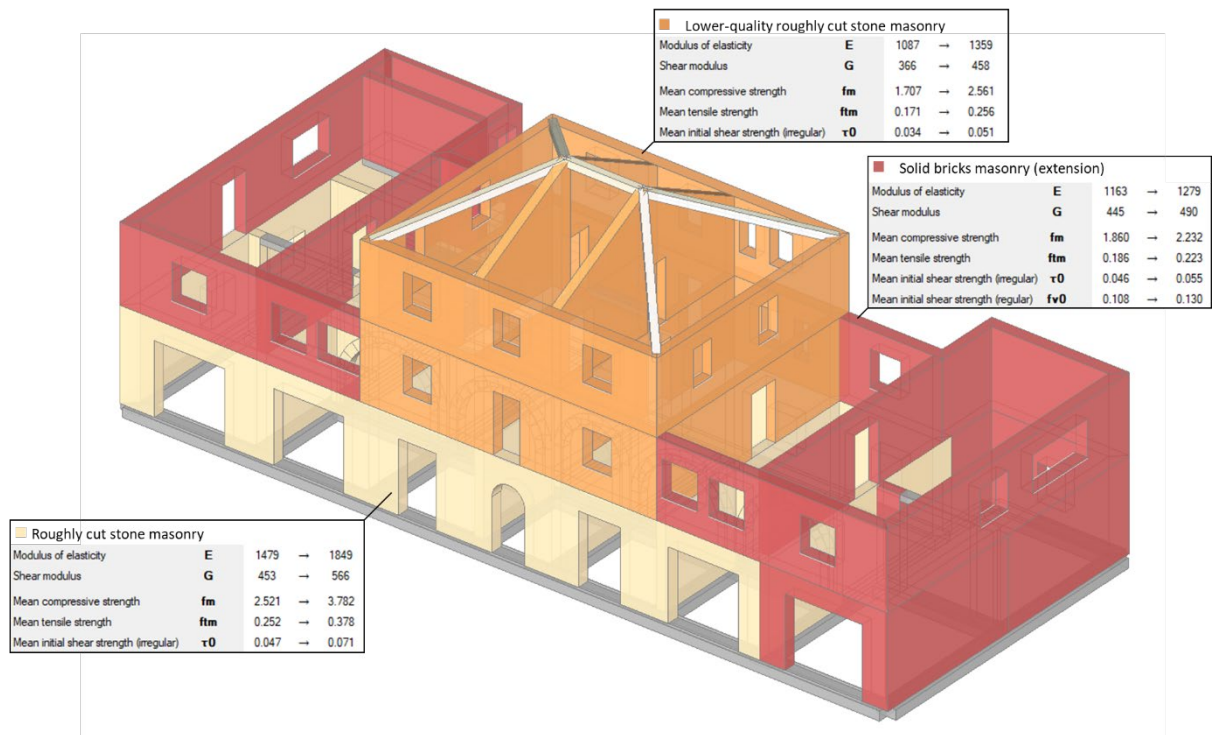 Lower-quality roughly cut stone masonry
Modulus of elasticity E 1087 → 1359
Shear modulus G 366 → 458
Mean compressive strength fm 1.707 → 2.561
Mean tensile strength ftm 0.171 → 0.256
Mean initial shear strength (irregular) τ0 0.034 → 0.051
Solid bricks masonry (extension)
Modulus of elasticity E 1163 → 1279
Shear modulus G 445 → 490
Mean compressive strength fm 1.860 → 2.232
Mean tensile strength ftm 0.186 → 0.223
Mean initial shear strength (irregular) τ0 0.046 → 0.055
Mean initial shear strength (regular) fv0 0.108 → 0.130
Roughly cut stone masonry
Modulus of elasticity E 1479 → 1849
Shear modulus G 453 → 566
Mean compressive strength fm 2.521 → 3.782
Mean tensile strength ftm 0.252 → 0.378
Mean initial shear strength (irregular) τ0 0.047 → 0.071